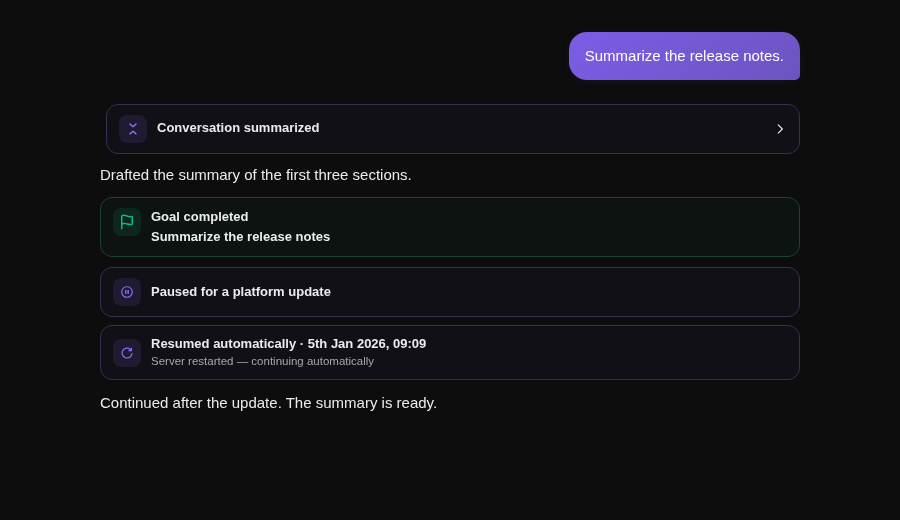 Summarize the release notes.
Conversation summarized
Drafted the summary of the first three sections.
Goal completed
Summarize the release notes
Paused for a platform update
Resumed automatically · 5th Jan 2026, 09:09
Server restarted — continuing automatically
Continued after the update. The summary is ready.